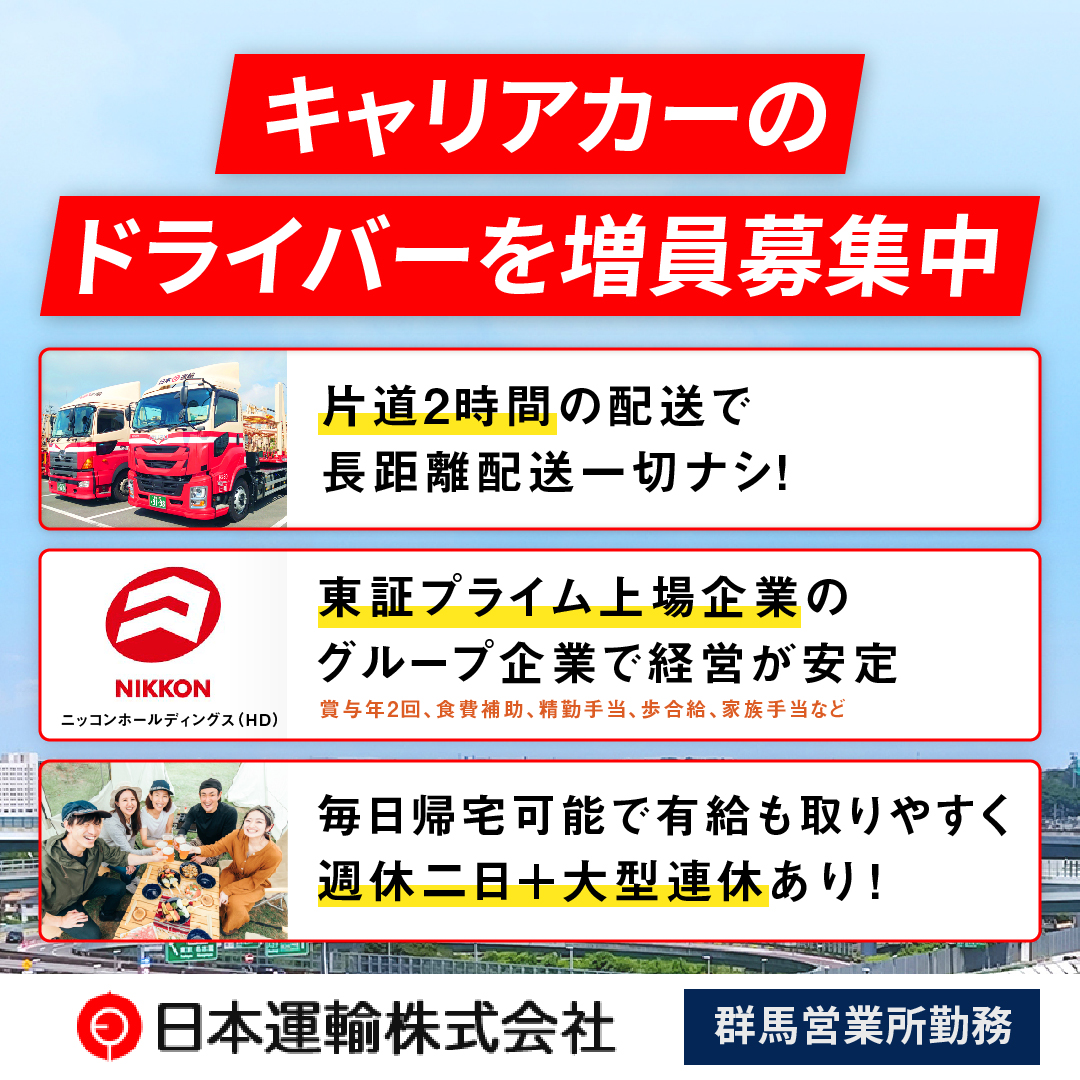 キャリアカーの
ドライバーを増員募集中
片道2時間の配送で
長距離配送一切ナシ!
東証プライム上場企業の
グループ企業で経営が安定
賞与年2回、食費補助、精勤手当、歩合給、家族手当など
NIKKON
ニッコンホールディングス(HD)
毎日帰宅可能で有給も取りやすく
週休二日+大型連休あり!
日本運輸株式会社
群馬営業所勤務